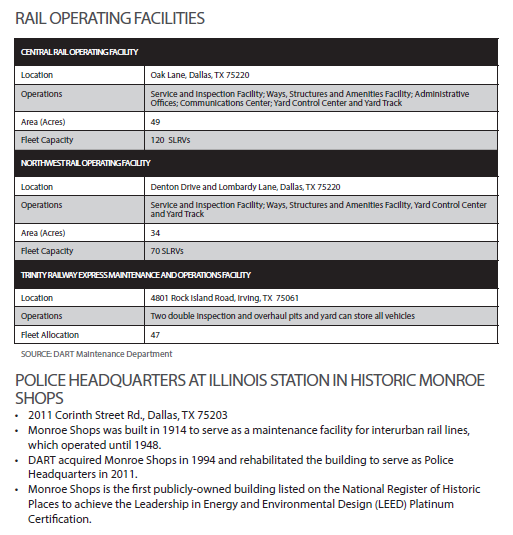 RAIL OPERATING FACILITIES
CENTRAL RAIL OPERATING FACILITY
Location Oak Lane, Dallas, TX 75220
Operations Service and Inspection Facility; Ways, Structures and Amenities Facility; Administrative
Offices; Communications Center; Yard Control Center and Yard Track
Area (Acres) 49
Fleet Capacity 120 SLRVs
NORTHWEST RAIL OPERATING FACILITY
Location Denton Drive and Lombardy Lane, Dallas, TX 75220
Operations Service and Inspection Facility; Ways, Structures and Amenities Facility, Yard Control Center
and Yard Track
Area (Acres) 34
Fleet Capacity 70 SLRVs
TRINITY RAILWAY EXPRESS MAINTENANCE AND OPERATIONS FACILITY
Location 4801 Rock Island Road, Irving, TX 75061
Operations Two double inspection and overhaul pits and yard can store all vehicles
Fleet Allocation 47
SOURCE: DART Maintenance Department
POLICE HEADQUARTERS AT ILLINOIS STATION IN HISTORIC MONROE
SHOPS
• 2011 Corinth Street Rd., Dallas, TX 75203
• Monroe Shops was built in 1914 to serve as a maintenance facility for interurban rail lines,
which operated until 1948.
• DART acquired Monroe Shops in 1994 and rehabilitated the building to serve as Police
Headquarters in 2011.
• Monroe Shops is the first publicly-owned building listed on the National Register of Historic
Places to achieve the Leadership in Energy and Environmental Design (LEED) Platinum
Certification.